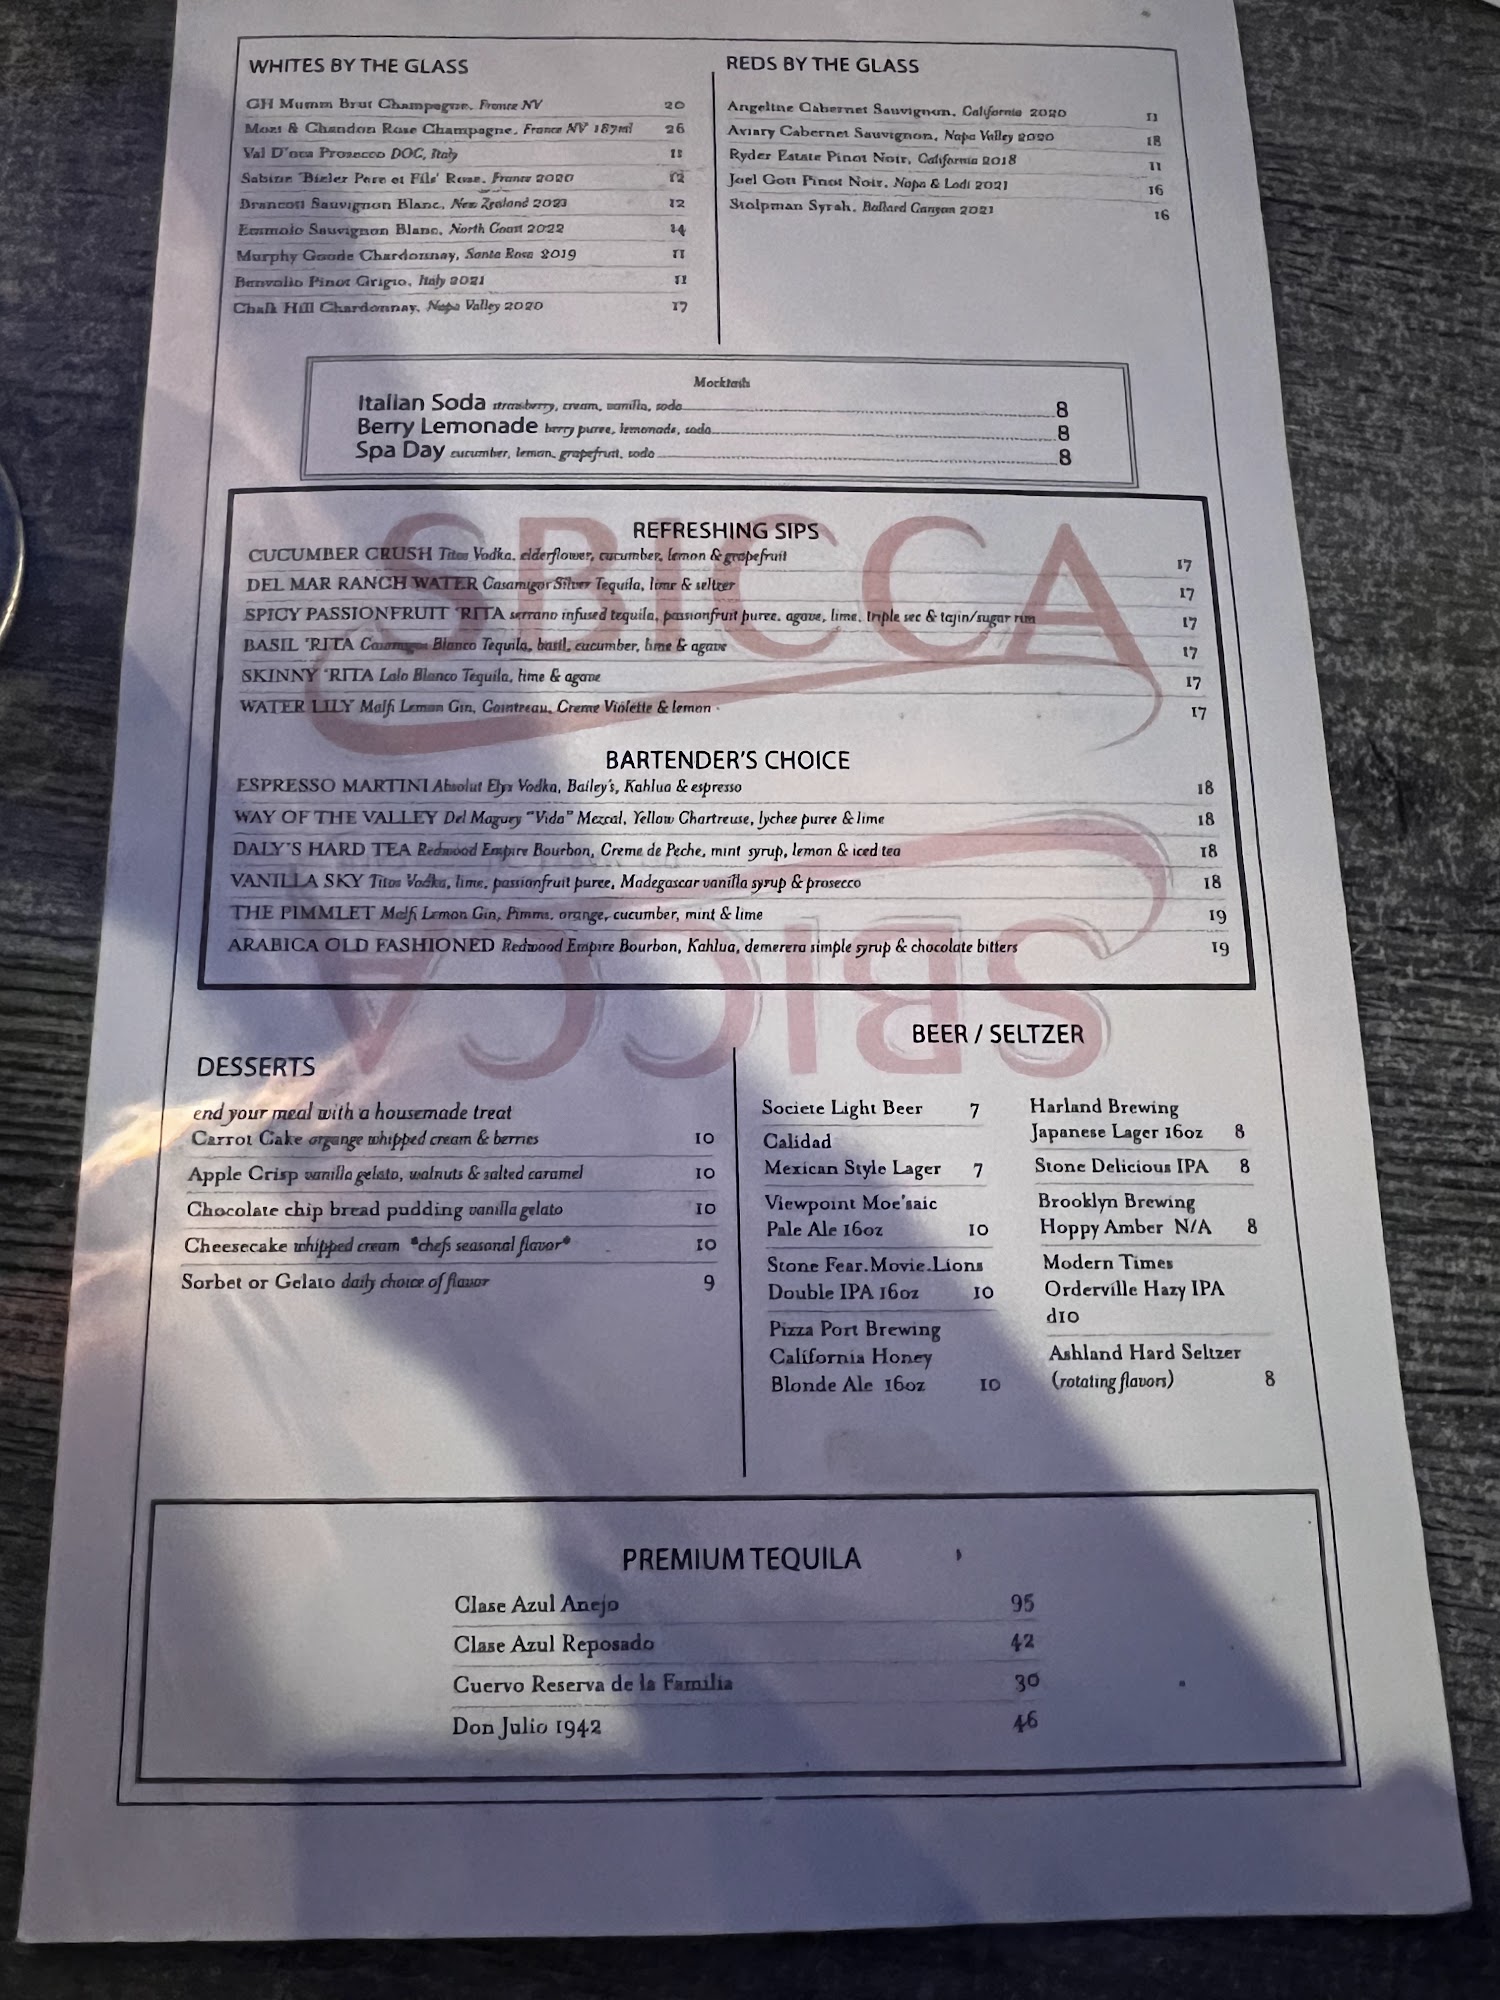 WHITES BY THE GLASS
GH Mumm Brut Champagne, France NV 20
Moet & Chandon Rose Champagne, France NV 187ml 26
Val D'oca Prosecco DOC, Italy 11
Sabine 'Bieler Pere et Fils' Rose, France 2020 12
Brancott Sauvignon Blanc, New Zealand 2023 12
Emmolo Sauvignon Blanc, North Coast 2022 14
Murphy Goode Chardonnay, Santa Rosa 2019 11
Benvolio Pinot Grigio, Italy 2021 11
Chalk Hill Chardonnay, Napa Valley 2020 17
REDS BY THE GLASS
Angeline Cabernet Sauvignon, California 2020 11
Aviary Cabernet Sauvignon, Napa Valley 2020 18
Ryder Estate Pinot Noir, California 2018 11
Joel Gott Pinot Noir, Napa & Lodi 2021 16
Stolpman Syrah, Ballard Canyon 2021 16
Mocktails
Italian Soda strawberry, cream, vanilla, soda 8
Berry Lemonade berry puree, lemonade, soda 8
Spa Day cucumber, lemon, grapefruit, soda 8
SBICCA
REFRESHING SIPS
CUCUMBER CRUSH Titos Vodka, elderflower, cucumber, lemon & grapefruit 17
DEL MAR RANCH WATER Casamigos Silver Tequila, lime & seltzer 17
SPICY PASSIONFRUIT 'RITA serrano infused tequila, passionfruit puree, agave, lime, triple sec & tajin/sugar rim 17
BASIL 'RITA Casamigos Blanco Tequila, basil, cucumber, lime & agave 17
SKINNY 'RITA Lalo Blanco Tequila, lime & agave 17
WATER LILY Malfi Lemon Gin, Cointreau, Creme Violette & lemon 17
BARTENDER'S CHOICE
ESPRESSO MARTINI Absolut Elyx Vodka, Bailey's, Kahlua & espresso 18
WAY OF THE VALLEY Del Maguey "Vida" Mezcal, Yellow Chartreuse, lychee puree & lime 18
DALY'S HARD TEA Redwood Empire Bourbon, Creme de Peche, mint syrup, lemon & iced tea 18
VANILLA SKY Titos Vodka, lime, passionfruit puree, Madegascar vanilla syrup & prosecco 18
THE PIMMLET Malfi Lemon Gin, Pimms, orange, cucumber, mint & lime 19
ARABICA OLD FASHIONED Redwood Empire Bourbon, Kahlua, demerera simple syrup & chocolate bitters 19
SBICCA
DESSERTS
end your meal with a housemade treat
Carrot Cake organge whipped cream & berries 10
Apple Crisp vanilla gelato, walnuts & salted caramel 10
Chocolate chip bread pudding vanilla gelato 10
Cheesecake whipped cream *chefs seasonal flavor* 10
Sorbet or Gelato daily choice of flavor 9
BEER / SELTZER
Societe Light Beer 7
Calidad
Mexican Style Lager 7
Viewpoint Moe'saic
Pale Ale 16oz 10
Stone Fear.Movie.Lions
Double IPA 16oz 10
Pizza Port Brewing
California Honey
Blonde Ale 16oz 10
Harland Brewing
Japanese Lager 16oz 8
Stone Delicious IPA 8
Brooklyn Brewing
Hoppy Amber N/A 8
Modern Times
Orderville Hazy IPA
d10
Ashland Hard Seltzer
(rotating flavors) 8
PREMIUM TEQUILA
Clase Azul Anejo 95
Clase Azul Reposado 42
Cuervo Reserva de la Familia 30
Don Julio 1942 46